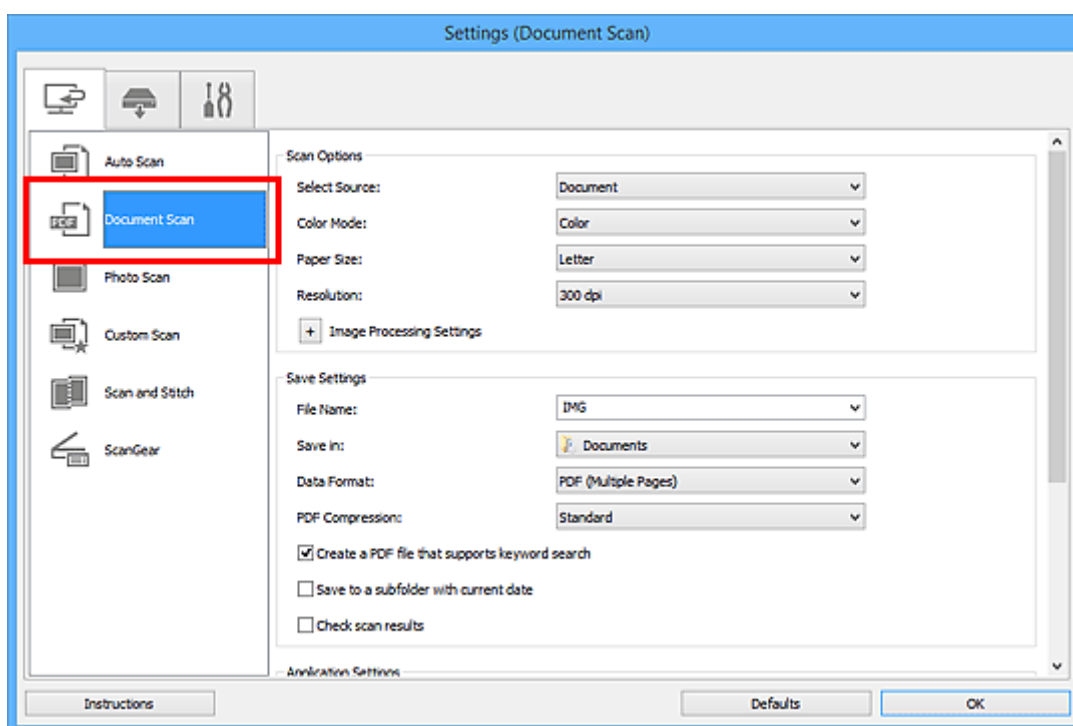 Settings (Document Scan)
Auto Scan
PDF
Document Scan
Photo Scan
Custom Scan
Scan and Stitch
ScanGear
Scan Options
Select Source: Document
Color Mode: Color
Paper Size: Letter
Resolution: 300 dpi
+ Image Processing Settings
Save Settings
File Name: IMG
Save in: Documents
Data Format: PDF (Multiple Pages)
PDF Compression: Standard
Create a PDF file that supports keyword search
Save to a subfolder with current date
Check scan results
Application Settings
Instructions Defaults OK